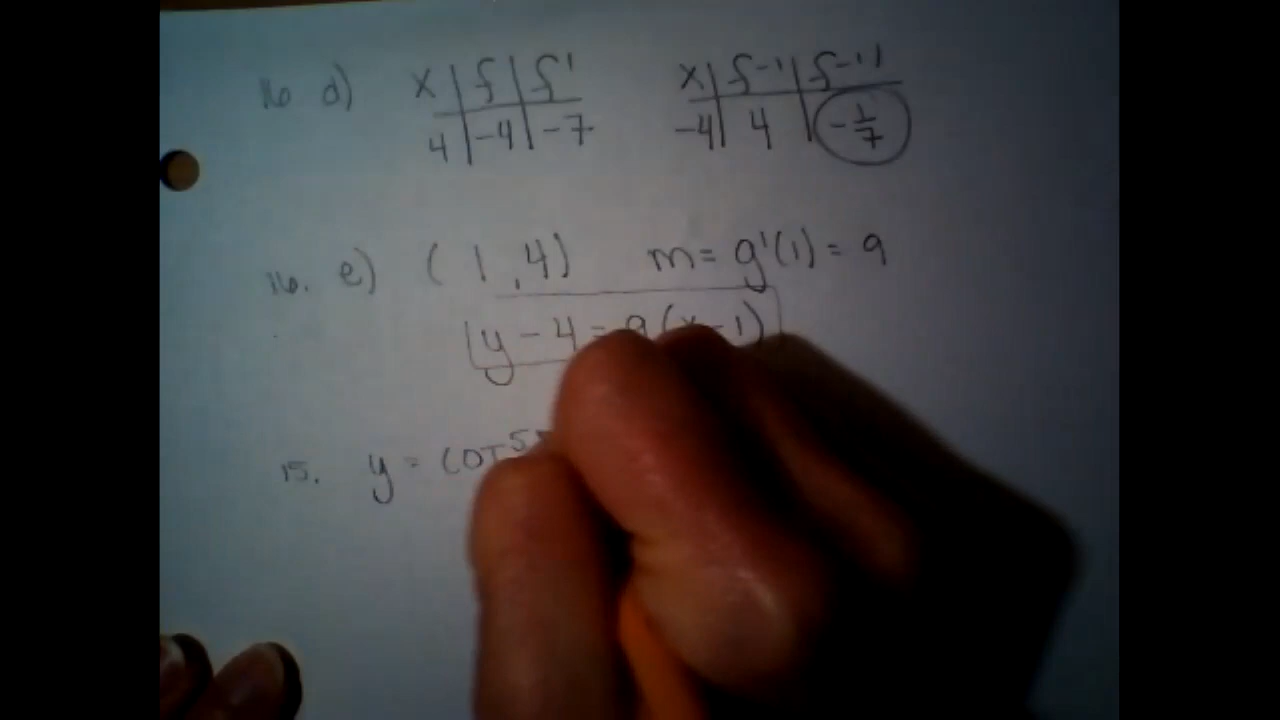 16 d) x | f | f' x | f⁻¹ | f⁻¹'
4 | -4 | -7 -4 | 4 | -1/7
16. e) (1,4) m = g'(1) = 9
y - 4 = 9(x - 1)
15. y = COT⁵